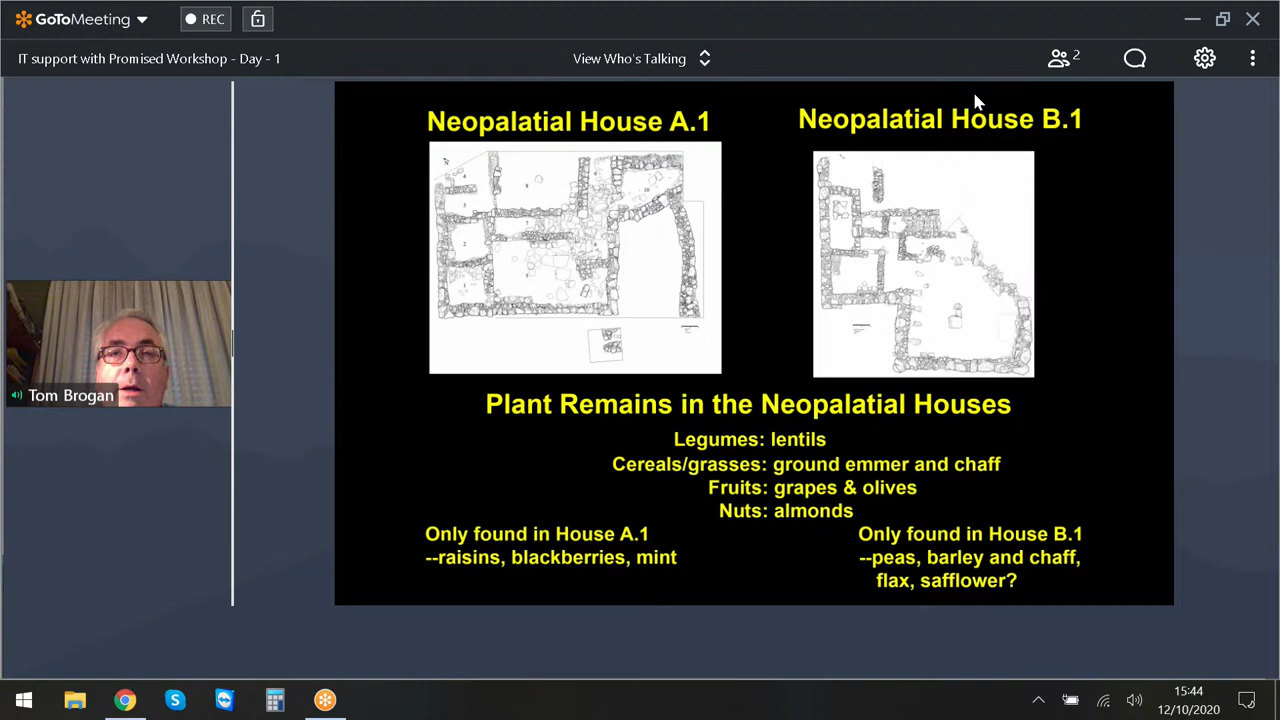 GoToMeeting
REC
IT support with Promised Workshop - Day - 1
View Who's Talking
2
Neopalatial House A.1
Neopalatial House B.1
Plant Remains in the Neopalatial Houses
Legumes: lentils
Cereals/grasses: ground emmer and chaff
Fruits: grapes & olives
Nuts: almonds
Only found in House A.1
--raisins, blackberries, mint
Only found in House B.1
--peas, barley and chaff,
flax, safflower?
Tom Brogan
15:44
12/10/2020